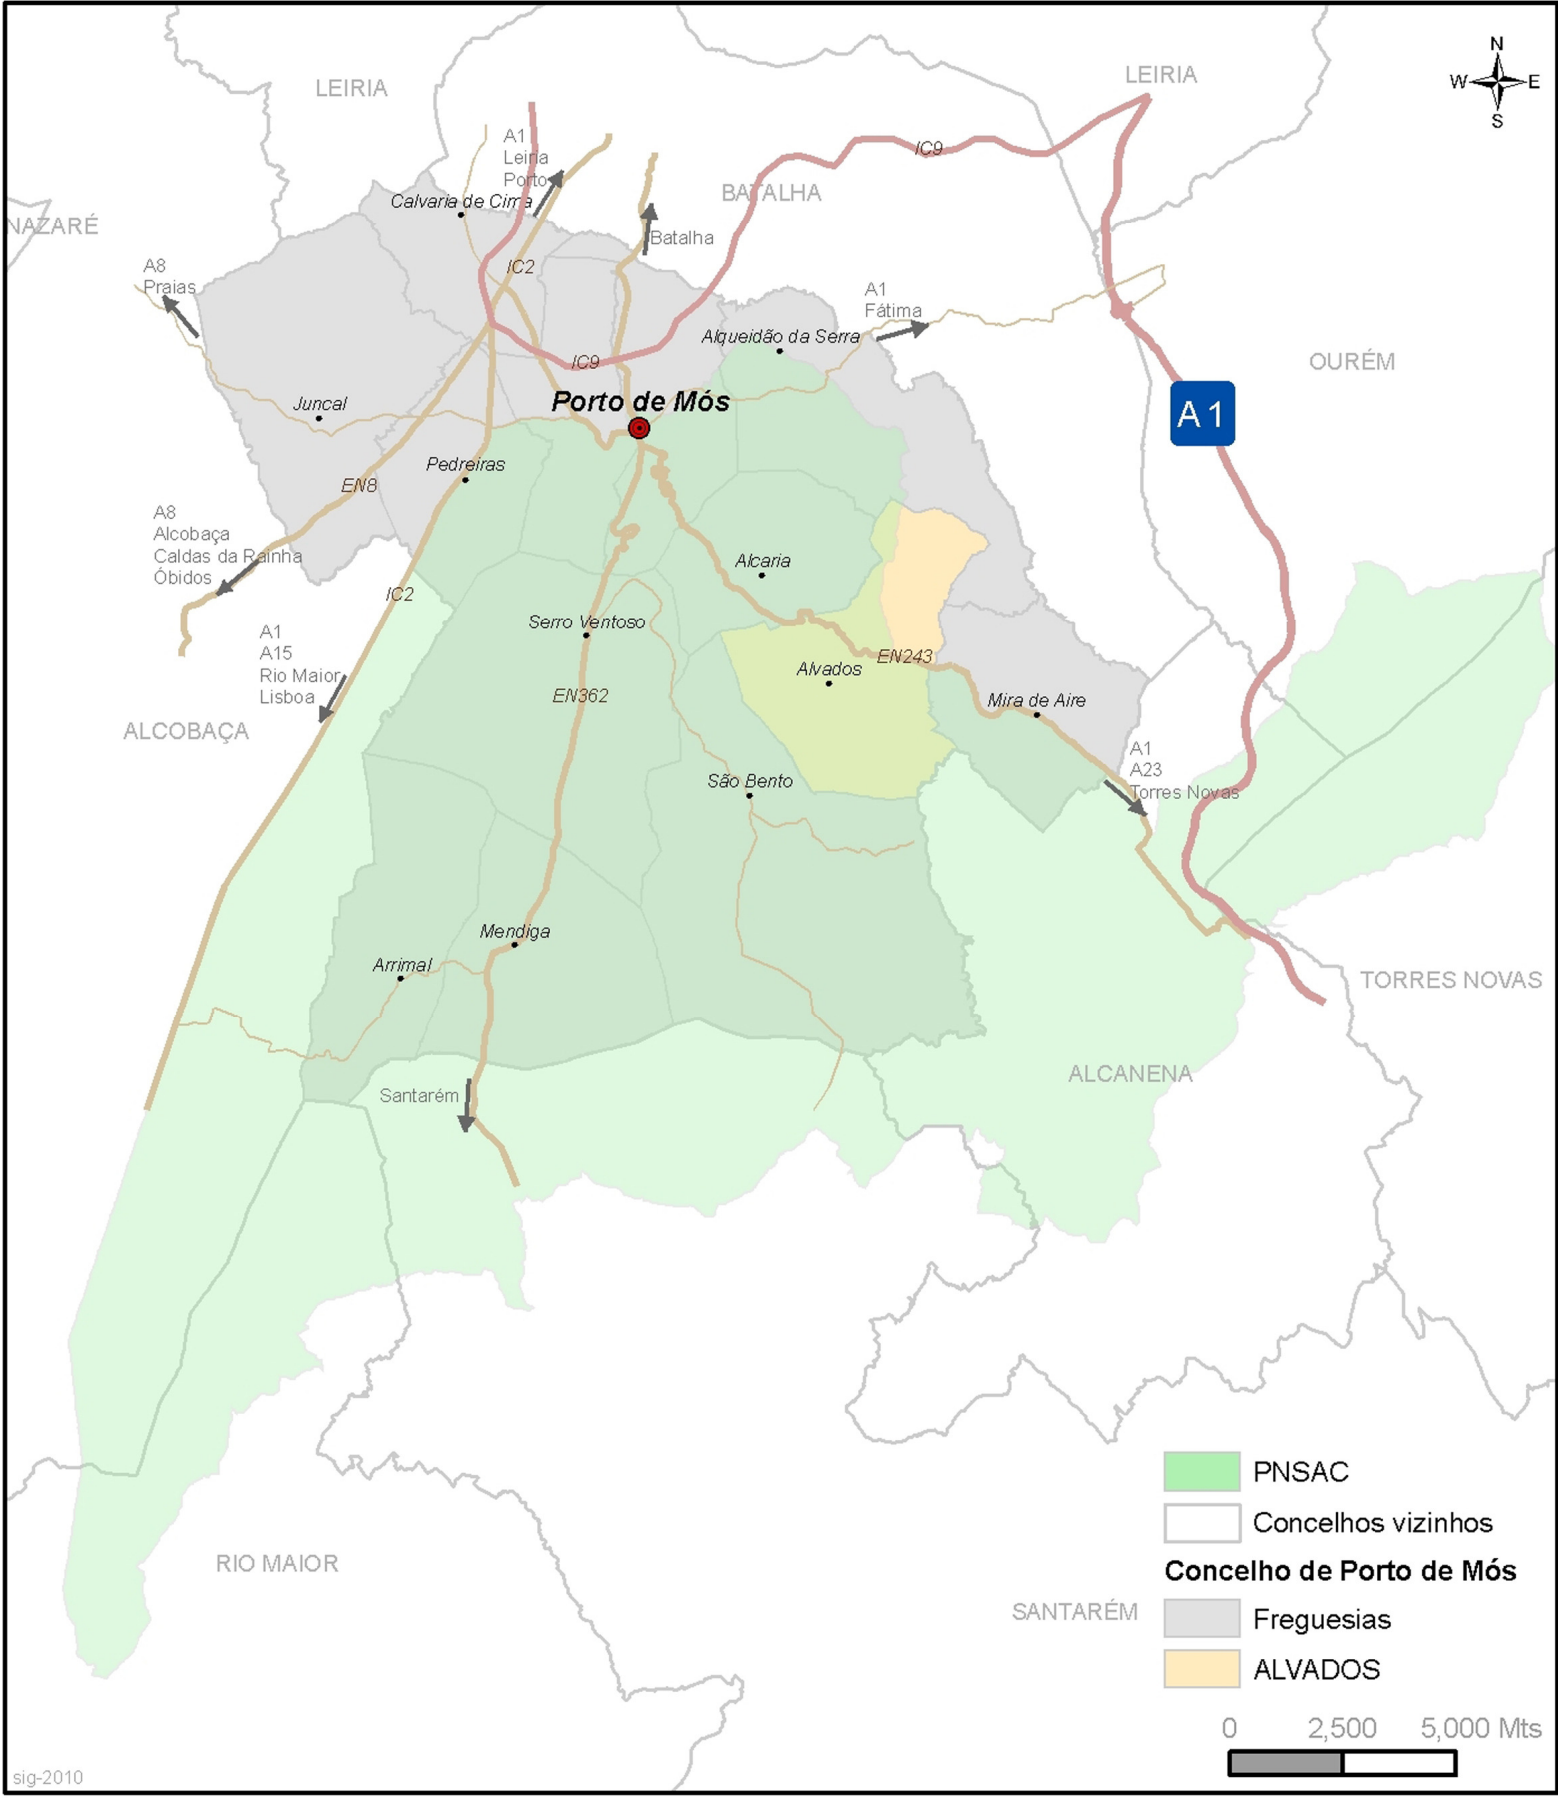 N
W E
S
LEIRIA
LEIRIA
A1
Leiria
Porto
IC9
BATALHA
Calvaria de Cima
NAZARÉ
Batalha
IC2
A8
Praias
A1
Fátima
Alqueidão da Serra
IC9
OURÉM
Porto de Mós
Juncal
A 1
Pedreiras
EN8
A8
Alcobaça
Caldas da Rainha
Óbidos
Alcaria
IC2
Serro Ventoso
A1
A15
Rio Maior
Lisboa
EN243
Alvados
EN362
Mira de Aire
ALCOBAÇA
A1
A23
Torres Novas
São Bento
Mendiga
Arrimal
TORRES NOVAS
ALCANENA
Santarém
RIO MAIOR
SANTARÉM
PNSAC
Concelhos vizinhos
Concelho de Porto de Mós
Freguesias
ALVADOS
0 2,500 5,000 Mts
sig-2010